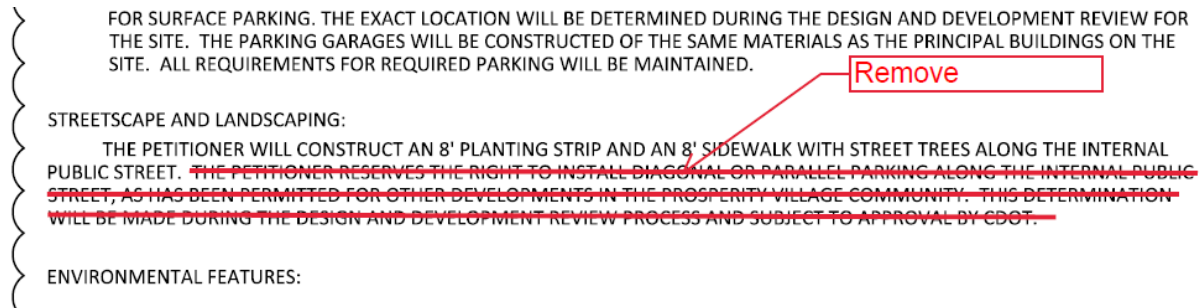 FOR SURFACE PARKING. THE EXACT LOCATION WILL BE DETERMINED DURING THE DESIGN AND DEVELOPMENT REVIEW FOR
THE SITE. THE PARKING GARAGES WILL BE CONSTRUCTED OF THE SAME MATERIALS AS THE PRINCIPAL BUILDINGS ON THE
SITE. ALL REQUIREMENTS FOR REQUIRED PARKING WILL BE MAINTAINED.
Remove
STREETSCAPE AND LANDSCAPING:
THE PETITIONER WILL CONSTRUCT AN 8' PLANTING STRIP AND AN 8' SIDEWALK WITH STREET TREES ALONG THE INTERNAL
PUBLIC STREET. THE PETITIONER RESERVES THE RIGHT TO INSTALL DIAGONAL OR PARALLEL PARKING ALONG THE INTERNAL PUBLIC
STREET, AS HAS BEEN PERMITTED FOR OTHER DEVELOPMENTS IN THE PROSPERITY VILLAGE COMMUNITY. THIS DETERMINATION
WILL BE MADE DURING THE DESIGN AND DEVELOPMENT REVIEW PROCESS AND SUBJECT TO APPROVAL BY CDOT.
ENVIRONMENTAL FEATURES: